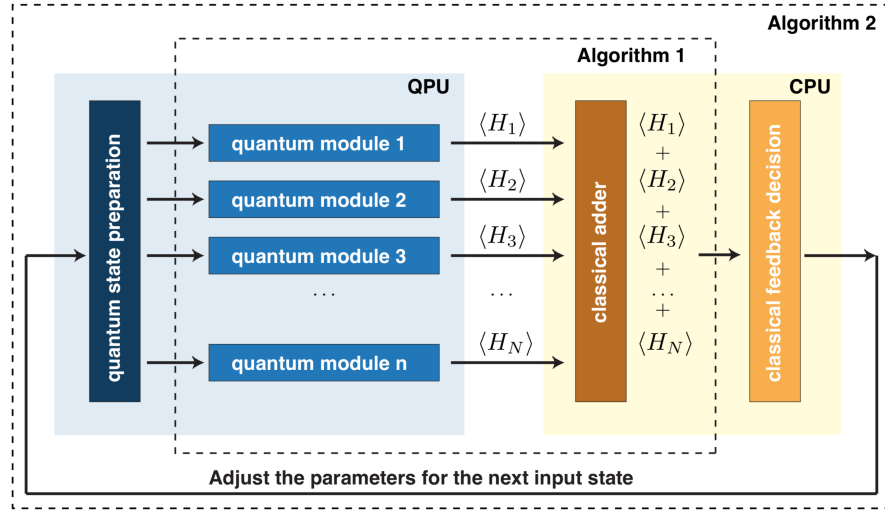 Algorithm 2
Algorithm 1
QPU
CPU
quantum state preparation
quantum module 1
quantum module 2
quantum module 3
...
quantum module n
⟨H₁⟩
⟨H₂⟩
⟨H₃⟩
...
⟨H_N⟩
classical adder
⟨H₁⟩
+
⟨H₂⟩
+
⟨H₃⟩
+
...
+
⟨H_N⟩
classical feedback decision
Adjust the parameters for the next input state